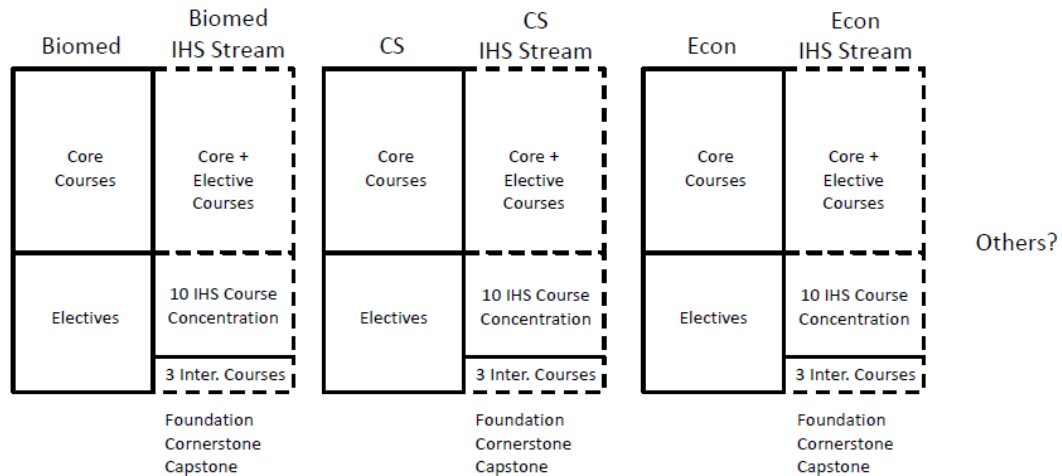 Biomed
Biomed
IHS Stream
CS
CS
IHS Stream
Econ
Econ
IHS Stream
Core
Courses
Core +
Elective
Courses
Core
Courses
Core +
Elective
Courses
Core
Courses
Core +
Elective
Courses
Others?
Electives
10 IHS Course
Concentration
Electives
10 IHS Course
Concentration
Electives
10 IHS Course
Concentration
3 Inter. Courses
3 Inter. Courses
3 Inter. Courses
Foundation
Cornerstone
Capstone
Foundation
Cornerstone
Capstone
Foundation
Cornerstone
Capstone